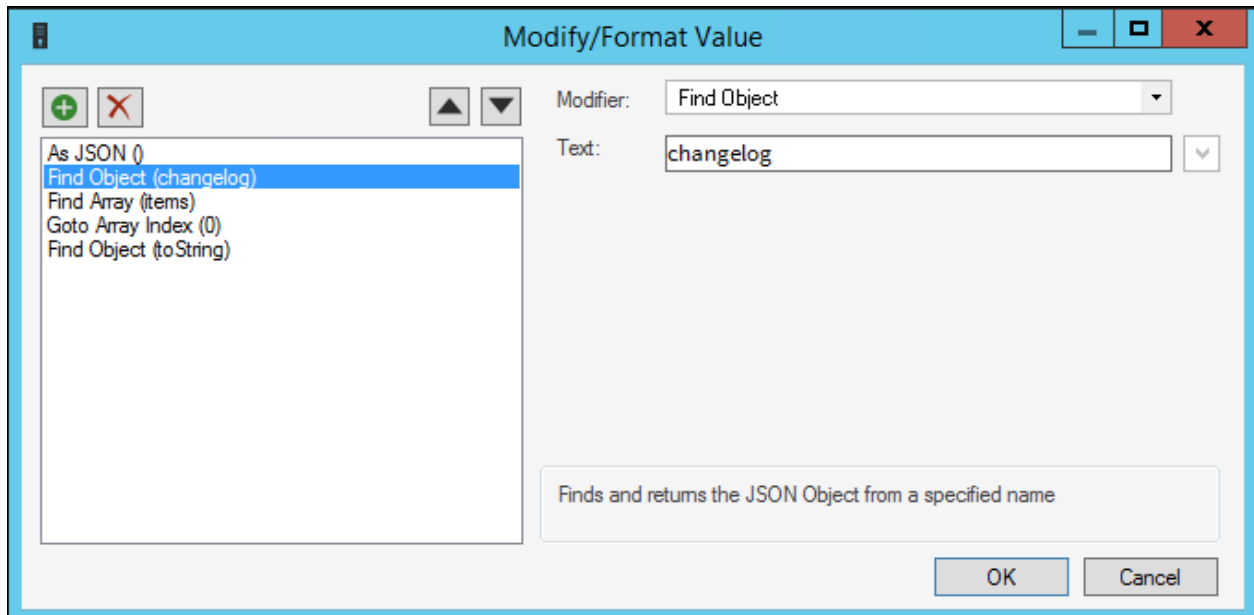 Modify/Format Value
As JSON ()
Find Object (changelog)
Find Array (items)
Goto Array Index (0)
Find Object (toString)
Modifier:
Find Object
Text:
changelog
Finds and returns the JSON Object from a specified name
OK
Cancel